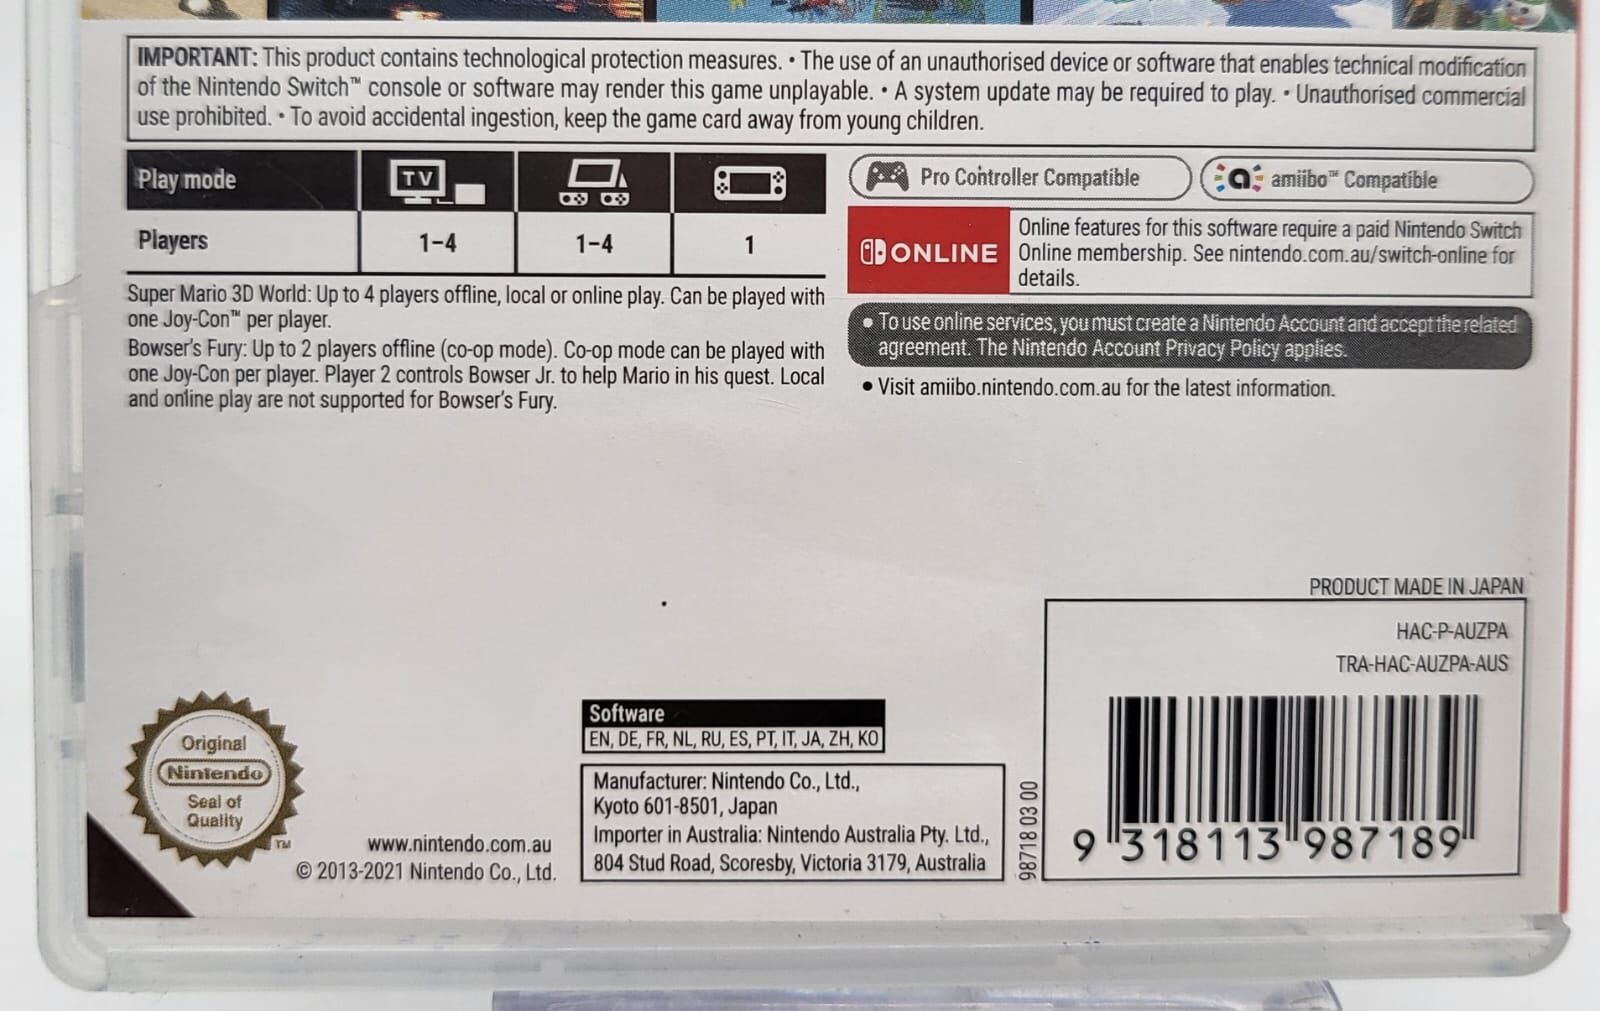 IMPORTANT: This product contains technological protection measures. • The use of an unauthorised device or software that enables technical modification
of the Nintendo Switch™ console or software may render this game unplayable. • A system update may be required to play. • Unauthorised commercial
use prohibited. • To avoid accidental ingestion, keep the game card away from young children.
Play mode TV
Players 1-4 1-4 1
Super Mario 3D World: Up to 4 players offline, local or online play. Can be played with
one Joy-Con™ per player.
Bowser's Fury: Up to 2 players offline (co-op mode). Co-op mode can be played with
one Joy-Con per player. Player 2 controls Bowser Jr. to help Mario in his quest. Local
and online play are not supported for Bowser's Fury.
Pro Controller Compatible
amiibo™ Compatible
ONLINE
Online features for this software require a paid Nintendo Switch
Online membership. See nintendo.com.au/switch-online for
details.
• To use online services, you must create a Nintendo Account and accept the related
agreement. The Nintendo Account Privacy Policy applies.
• Visit amiibo.nintendo.com.au for the latest information.
PRODUCT MADE IN JAPAN
HAC-P-AUZPA
TRA-HAC-AUZPA-AUS
9 318113 987189
98718 03 00
Original
Nintendo
Seal of
Quality
TM
www.nintendo.com.au
© 2013-2021 Nintendo Co., Ltd.
Software
EN, DE, FR, NL, RU, ES, PT, IT, JA, ZH, KO
Manufacturer: Nintendo Co., Ltd.,
Kyoto 601-8501, Japan
Importer in Australia: Nintendo Australia Pty. Ltd.,
804 Stud Road, Scoresby, Victoria 3179, Australia